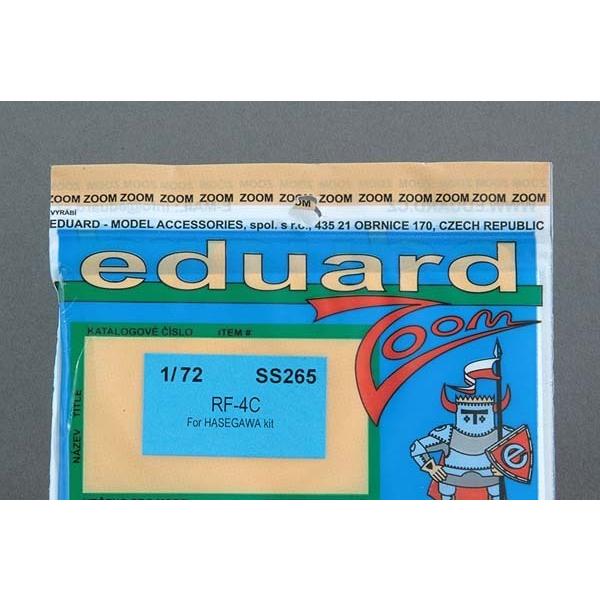 ZOOM ZOOM ZOOM ZOOM ZOOM ZOOM ZOOM ZOOM ZOOM ZOOM ZOOM ZOOM ZOOM
VYRÁBÍ
EDUARD - MODEL ACCESSORIES, spol. s r.o., 435 21 OBRNICE 170, CZECH REPUBLIC
eduard
Zoom
KATALOGOVÉ ČÍSLO ITEM #
1/72 SS265
RF-4C
For HASEGAWA kit
NÁZEV TITLE
e